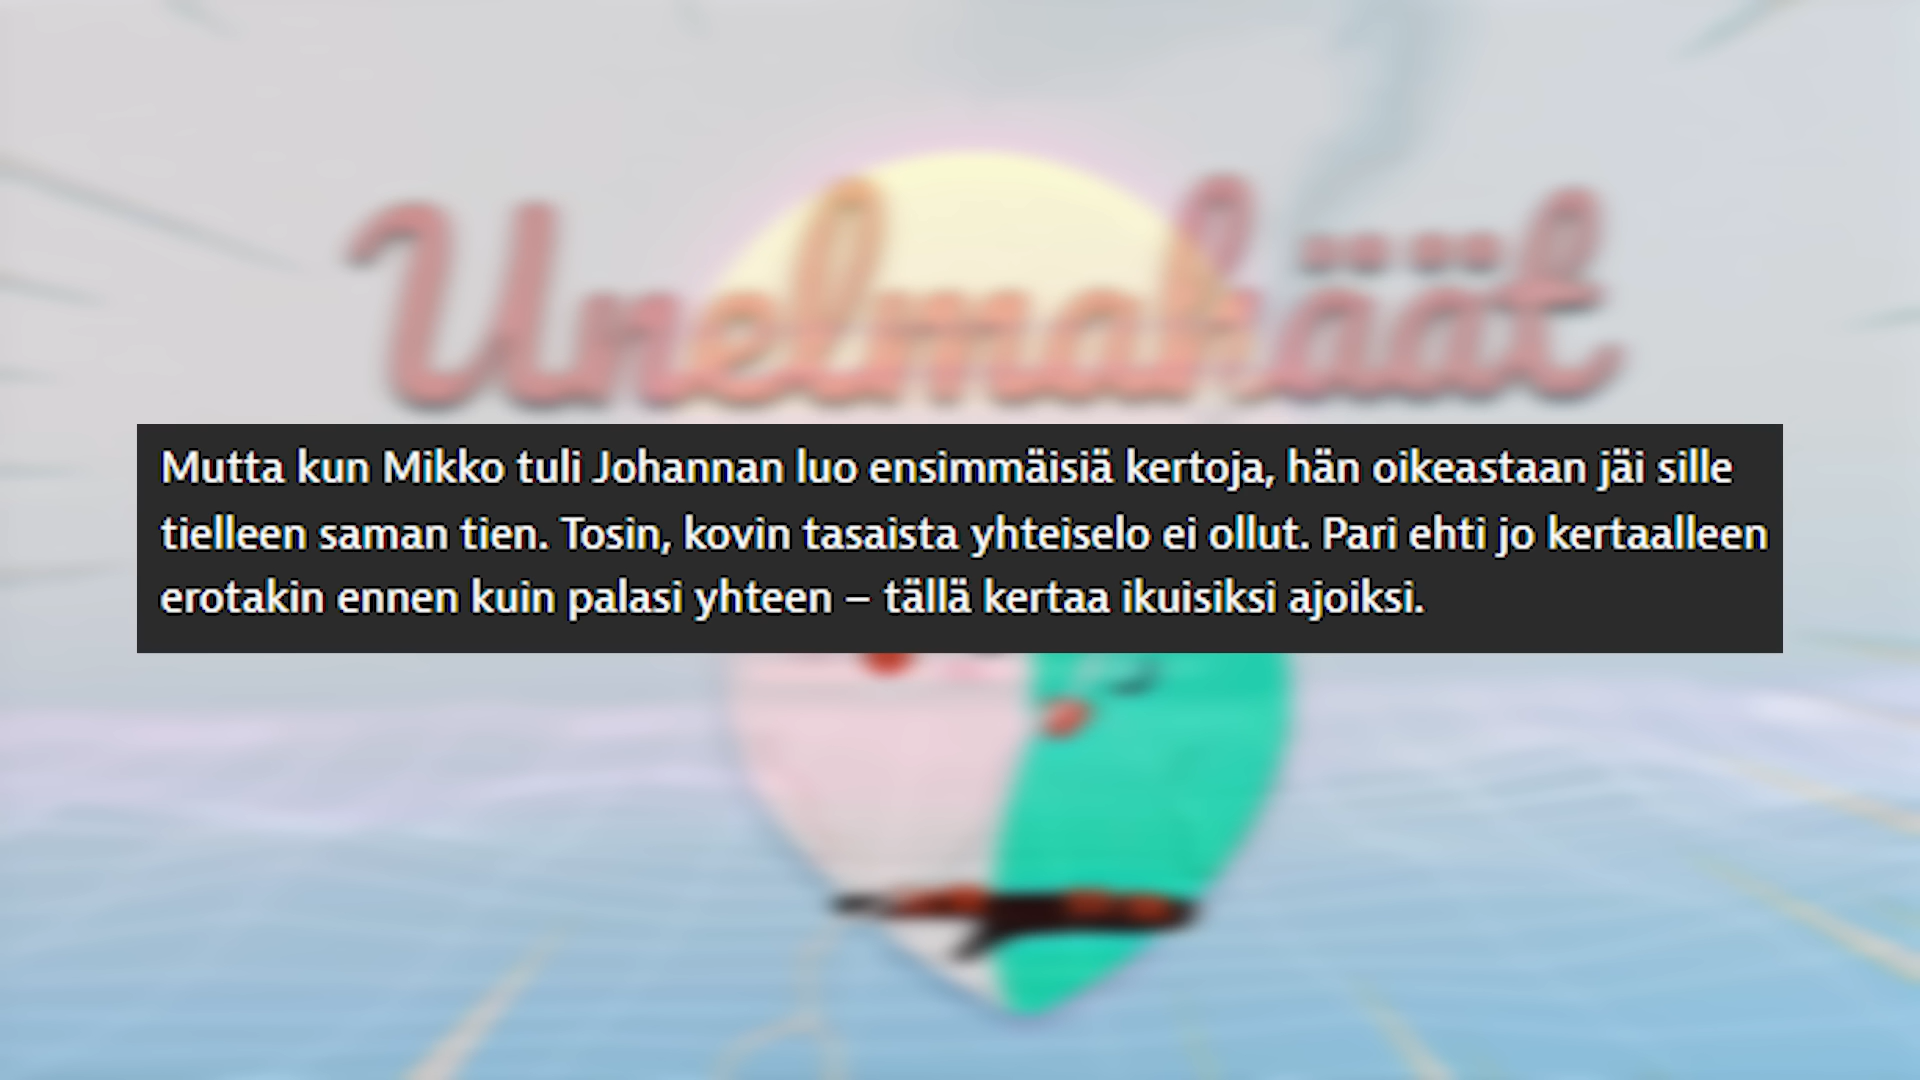 Unelmahäät
Mutta kun Mikko tuli Johannan luo ensimmäisiä kertoja, hän oikeastaan jäi sille
tielleen saman tien. Tosin, kovin tasaista yhteiselo ei ollut. Pari ehti jo kertaalleen
erotakin ennen kuin palasi yhteen – tällä kertaa ikuisiksi ajoiksi.